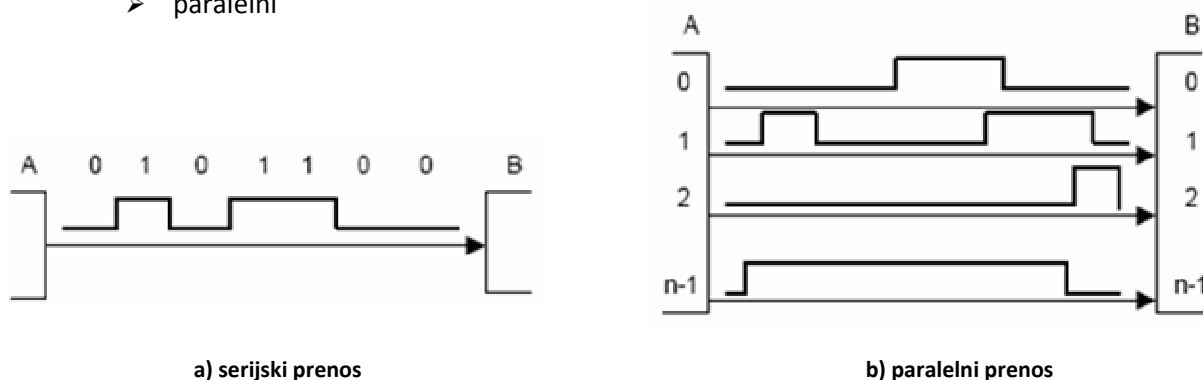 ➢ paralelni
A 0 1 0 1 1 0 0 B
a) serijski prenos
A B
0 0
1 1
2 2
n-1 n-1
b) paralelni prenos